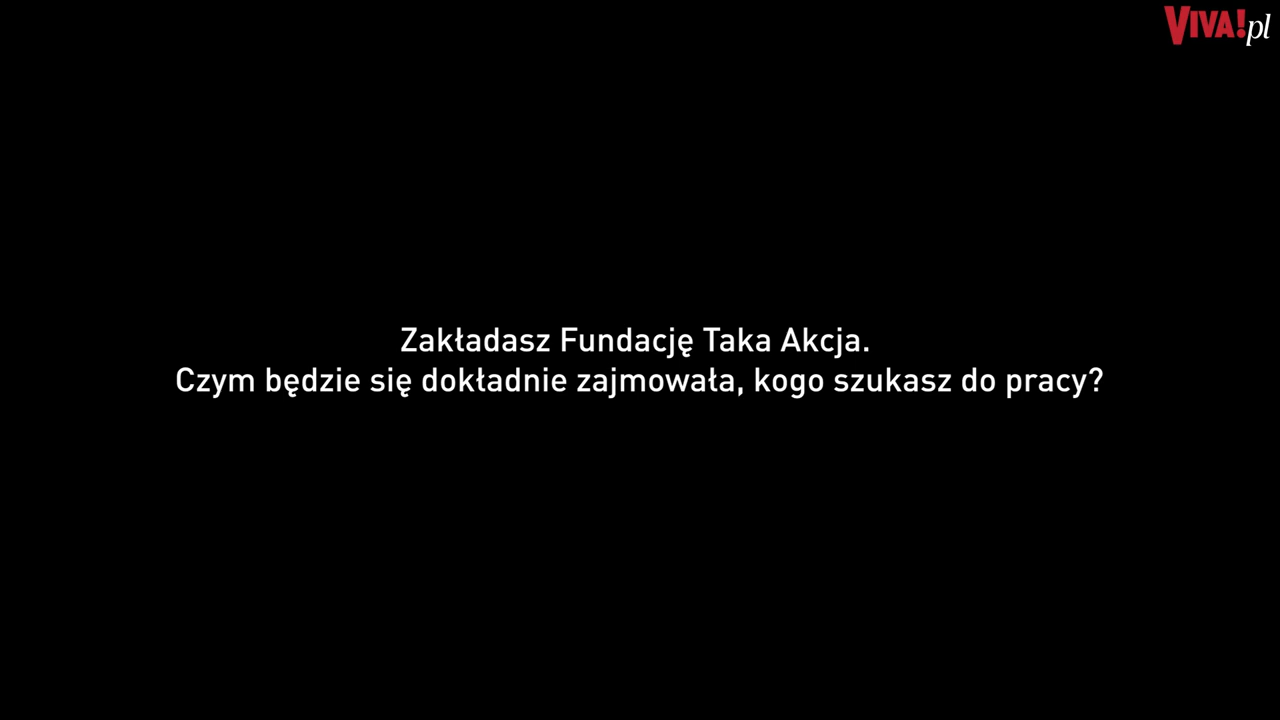 VIVA!pl
Zakładasz Fundację Taka Akcja.
Czym będzie się dokładnie zajmowała, kogo szukasz do pracy?